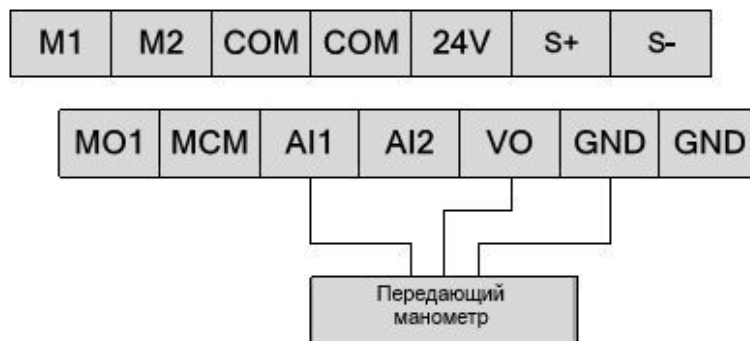 M1 M2 COM COM 24V S+ S-
MO1 MCM AI1 AI2 VO GND GND
Передающий
манометр